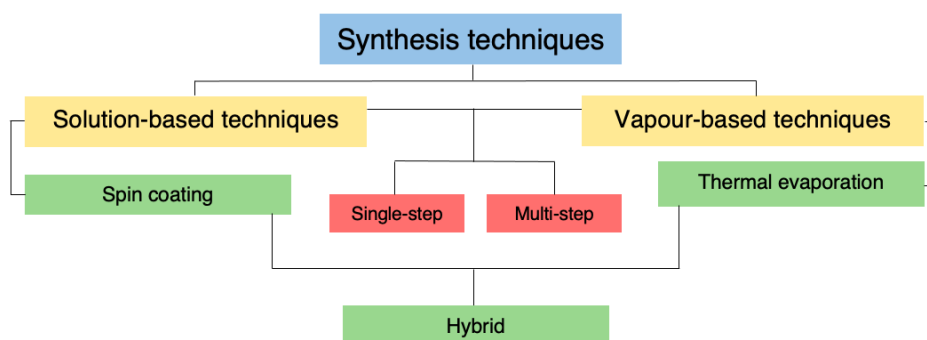 Synthesis techniques
Solution-based techniques
Vapour-based techniques
Spin coating
Thermal evaporation
Single-step
Multi-step
Hybrid